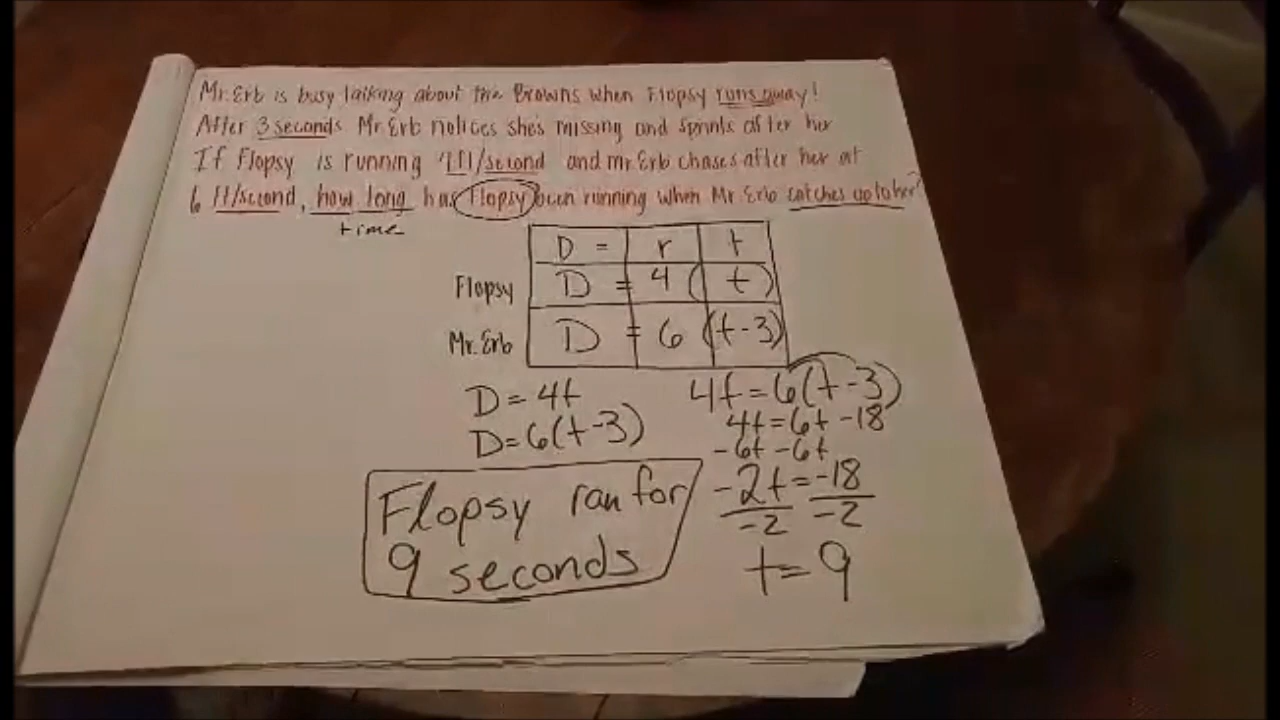 Mr. Erb is busy talking about the Browns when Flopsy runs away!
After 3 seconds Mr. Erb notices she's missing and sprints after her
If Flopsy is running 4ft/second and Mr. Erb chases after her at
6 ft/second, how long has Flopsy been running when Mr. Erb catches up to her?
time
D = r t
Flopsy D = 4 ( t )
Mr. Erb D = 6 (t-3)
D = 4t
D=6(t-3)
4t = 6(t-3)
4t = 6t -18
-6t -6t
-2t = -18
-2 -2
t = 9
Flopsy ran for
9 seconds